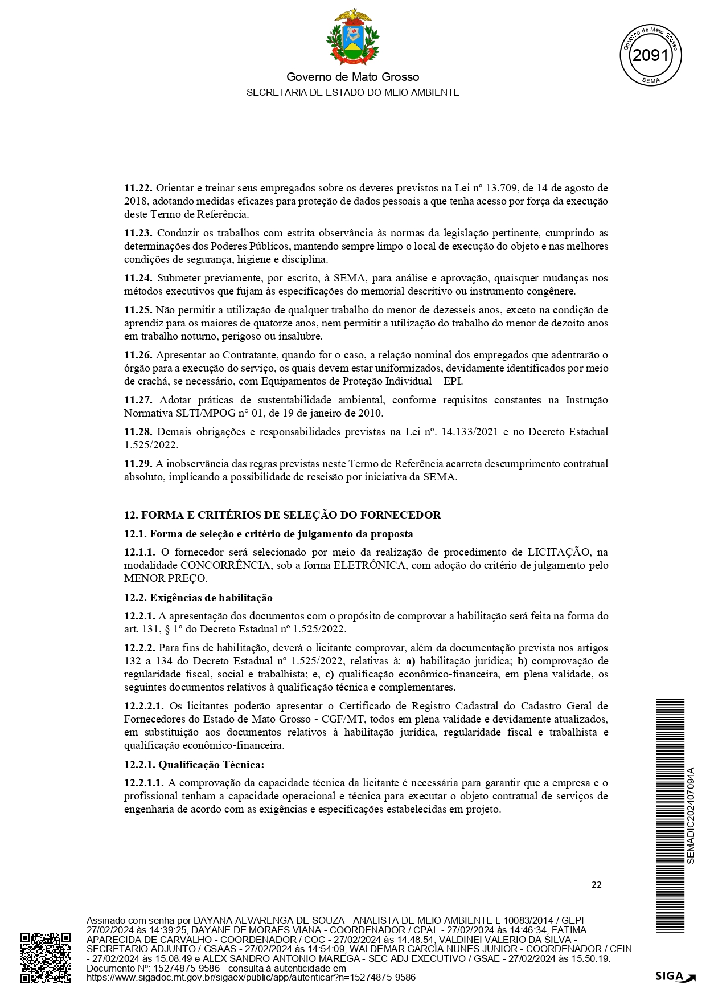 Governo de Mato Grosso
SECRETARIA DE ESTADO DO MEIO AMBIENTE
Governo de Mato Grosso
2091
SEMA
11.22. Orientar e treinar seus empregados sobre os deveres previstos na Lei nº 13.709, de 14 de agosto de
2018, adotando medidas eficazes para proteção de dados pessoais a que tenha acesso por força da execução
deste Termo de Referência.
11.23. Conduzir os trabalhos com estrita observância às normas da legislação pertinente, cumprindo as
determinações dos Poderes Públicos, mantendo sempre limpo o local de execução do objeto e nas melhores
condições de segurança, higiene e disciplina.
11.24. Submeter previamente, por escrito, à SEMA, para análise e aprovação, quaisquer mudanças nos
métodos executivos que fujam às especificações do memorial descritivo ou instrumento congênere.
11.25. Não permitir a utilização de qualquer trabalho do menor de dezesseis anos, exceto na condição de
aprendiz para os maiores de quatorze anos, nem permitir a utilização do trabalho do menor de dezoito anos
em trabalho noturno, perigoso ou insalubre.
11.26. Apresentar ao Contratante, quando for o caso, a relação nominal dos empregados que adentrarão o
órgão para a execução do serviço, os quais devem estar uniformizados, devidamente identificados por meio
de crachá, se necessário, com Equipamentos de Proteção Individual – EPI.
11.27. Adotar práticas de sustentabilidade ambiental, conforme requisitos constantes na Instrução
Normativa SLTI/MPOG n° 01, de 19 de janeiro de 2010.
11.28. Demais obrigações e responsabilidades previstas na Lei nº. 14.133/2021 e no Decreto Estadual
1.525/2022.
11.29. A inobservância das regras previstas neste Termo de Referência acarreta descumprimento contratual
absoluto, implicando a possibilidade de rescisão por iniciativa da SEMA.
12. FORMA E CRITÉRIOS DE SELEÇÃO DO FORNECEDOR
12.1. Forma de seleção e critério de julgamento da proposta
12.1.1. O fornecedor será selecionado por meio da realização de procedimento de LICITAÇÃO, na
modalidade CONCORRÊNCIA, sob a forma ELETRÔNICA, com adoção do critério de julgamento pelo
MENOR PREÇO.
12.2. Exigências de habilitação
12.2.1. A apresentação dos documentos com o propósito de comprovar a habilitação será feita na forma do
art. 131, § 1º do Decreto Estadual nº 1.525/2022.
12.2.2. Para fins de habilitação, deverá o licitante comprovar, além da documentação prevista nos artigos
132 a 134 do Decreto Estadual nº 1.525/2022, relativas à: a) habilitação jurídica; b) comprovação de
regularidade fiscal, social e trabalhista; e, c) qualificação econômico-financeira, em plena validade, os
seguintes documentos relativos à qualificação técnica e complementares.
12.2.2.1. Os licitantes poderão apresentar o Certificado de Registro Cadastral do Cadastro Geral de
Fornecedores do Estado de Mato Grosso - CGF/MT, todos em plena validade e devidamente atualizados,
em substituição aos documentos relativos à habilitação jurídica, regularidade fiscal e trabalhista e
qualificação econômico-financeira.
12.2.1. Qualificação Técnica:
12.2.1.1. A comprovação da capacidade técnica da licitante é necessária para garantir que a empresa e o
profissional tenham a capacidade operacional e técnica para executar o objeto contratual de serviços de
engenharia de acordo com as exigências e especificações estabelecidas em projeto.
SEMADIC202407094A
22
Assinado com senha por DAYANA ALVARENGA DE SOUZA - ANALISTA DE MEIO AMBIENTE L 10083/2014 / GEPI -
27/02/2024 às 14:39:25, DAYANE DE MORAES VIANA - COORDENADOR / CPAL - 27/02/2024 às 14:46:34, FATIMA
APARECIDA DE CARVALHO - COORDENADOR / COC - 27/02/2024 às 14:48:54, VALDINEI VALERIO DA SILVA -
SECRETARIO ADJUNTO / GSAAS - 27/02/2024 às 14:54:09, WALDEMAR GARCIA NUNES JUNIOR - COORDENADOR / CFIN
- 27/02/2024 às 15:08:49 e ALEX SANDRO ANTONIO MAREGA - SEC ADJ EXECUTIVO / GSAE - 27/02/2024 às 15:50:19.
Documento Nº: 15274875-9586 - consulta à autenticidade em
https://www.sigadoc.mt.gov.br/sigaex/public/app/autenticar?n=15274875-9586
SIGA